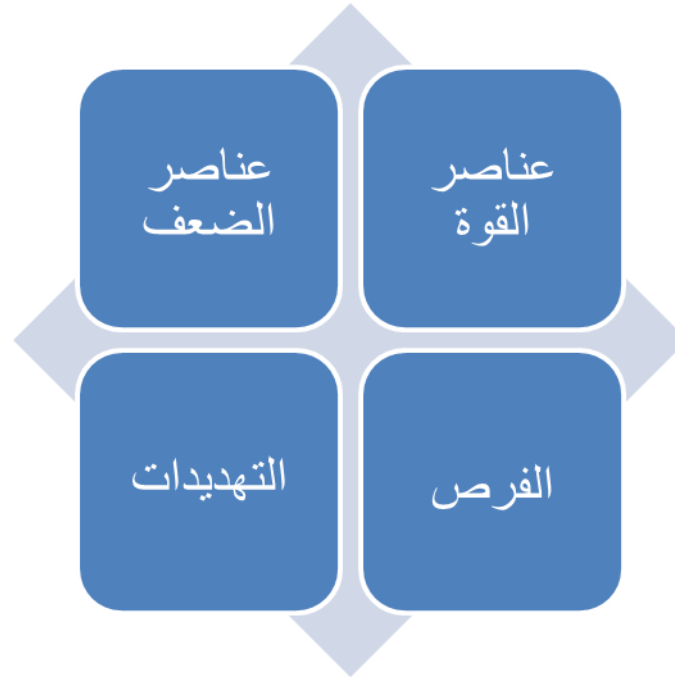 عناصر
القوة
عناصر
الضعف
الفرص
التهديدات